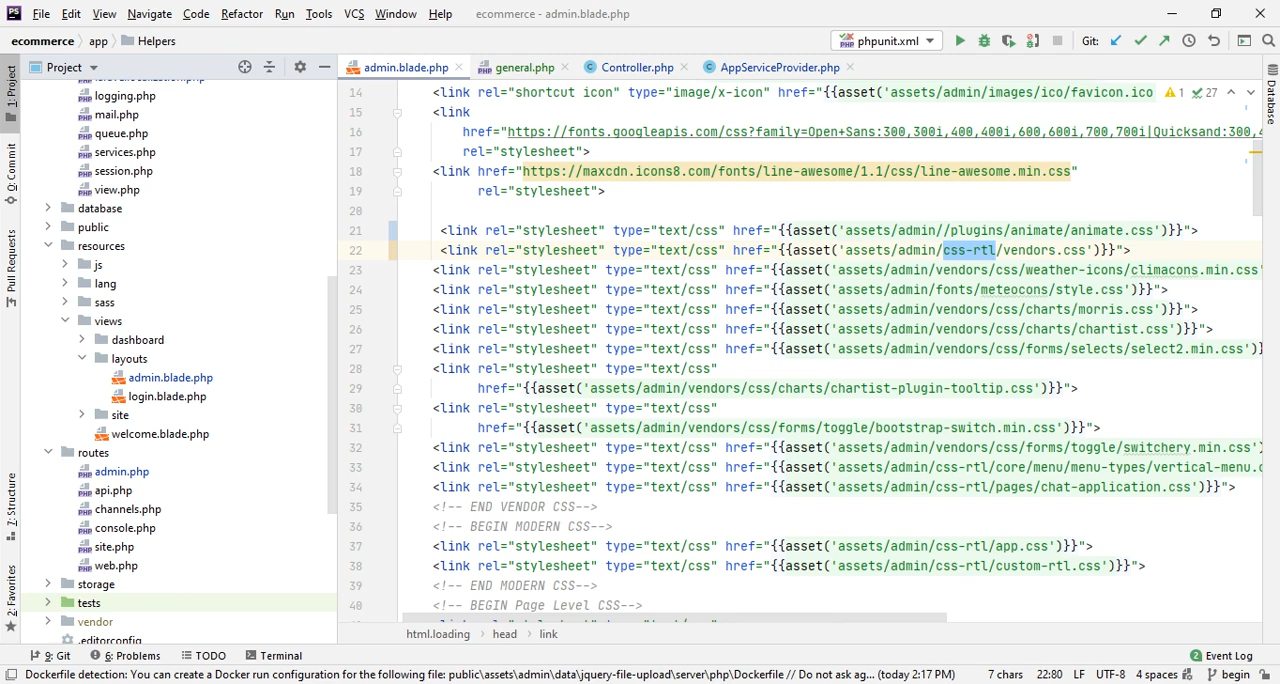 File Edit View Navigate Code Refactor Run Tools VCS Window Help ecommerce - admin.blade.php
ecommerce app Helpers phpunit.xml Git:
Project
admin.blade.php general.php Controller.php AppServiceProvider.php
1: Project
0: Commit
Pull Requests
7: Structure
2: Favorites
Database
logging.php
mail.php
queue.php
services.php
session.php
view.php
database
public
resources
js
lang
sass
views
dashboard
layouts
admin.blade.php
login.blade.php
site
welcome.blade.php
routes
admin.php
api.php
channels.php
console.php
site.php
web.php
storage
tests
vendor
.editorconfig
1 27
14 <link rel="shortcut icon" type="image/x-icon" href="{{asset('assets/admin/images/ico/favicon.ico
15 <link
16 href="https://fonts.googleapis.com/css?family=Open+Sans:300,300i,400,400i,600,600i,700,700i|Quicksand:300,4
17 rel="stylesheet">
18 <link href="https://maxcdn.icons8.com/fonts/line-awesome/1.1/css/line-awesome.min.css"
19 rel="stylesheet">
20
21 <link rel="stylesheet" type="text/css" href="{{asset('assets/admin//plugins/animate/animate.css')}}">
22 <link rel="stylesheet" type="text/css" href="{{asset('assets/admin/css-rtl/vendors.css')}}">
23 <link rel="stylesheet" type="text/css" href="{{asset('assets/admin/vendors/css/weather-icons/climacons.min.css'
24 <link rel="stylesheet" type="text/css" href="{{asset('assets/admin/fonts/meteocons/style.css')}}">
25 <link rel="stylesheet" type="text/css" href="{{asset('assets/admin/vendors/css/charts/morris.css')}}">
26 <link rel="stylesheet" type="text/css" href="{{asset('assets/admin/vendors/css/charts/chartist.css')}}">
27 <link rel="stylesheet" type="text/css" href="{{asset('assets/admin/vendors/css/forms/selects/select2.min.css')}
28 <link rel="stylesheet" type="text/css"
29 href="{{asset('assets/admin/vendors/css/charts/chartist-plugin-tooltip.css')}}">
30 <link rel="stylesheet" type="text/css"
31 href="{{asset('assets/admin/vendors/css/forms/toggle/bootstrap-switch.min.css')}}">
32 <link rel="stylesheet" type="text/css" href="{{asset('assets/admin/vendors/css/forms/toggle/switchery.min.css')
33 <link rel="stylesheet" type="text/css" href="{{asset('assets/admin/css-rtl/core/menu/menu-types/vertical-menu.c
34 <link rel="stylesheet" type="text/css" href="{{asset('assets/admin/css-rtl/pages/chat-application.css')}}">
35 <!-- END VENDOR CSS-->
36 <!-- BEGIN MODERN CSS-->
37 <link rel="stylesheet" type="text/css" href="{{asset('assets/admin/css-rtl/app.css')}}">
38 <link rel="stylesheet" type="text/css" href="{{asset('assets/admin/css-rtl/custom-rtl.css')}}">
39 <!-- END MODERN CSS-->
40 <!-- BEGIN Page Level CSS-->
html.loading head link
9: Git 6: Problems TODO Terminal 2 Event Log
Dockerfile detection: You can create a Docker run configuration for the following file: public\assets\admin\data\jquery-file-upload\server\php\Dockerfile // Do not ask ag... (today 2:17 PM) 7 chars 22:80 LF UTF-8 4 spaces begin